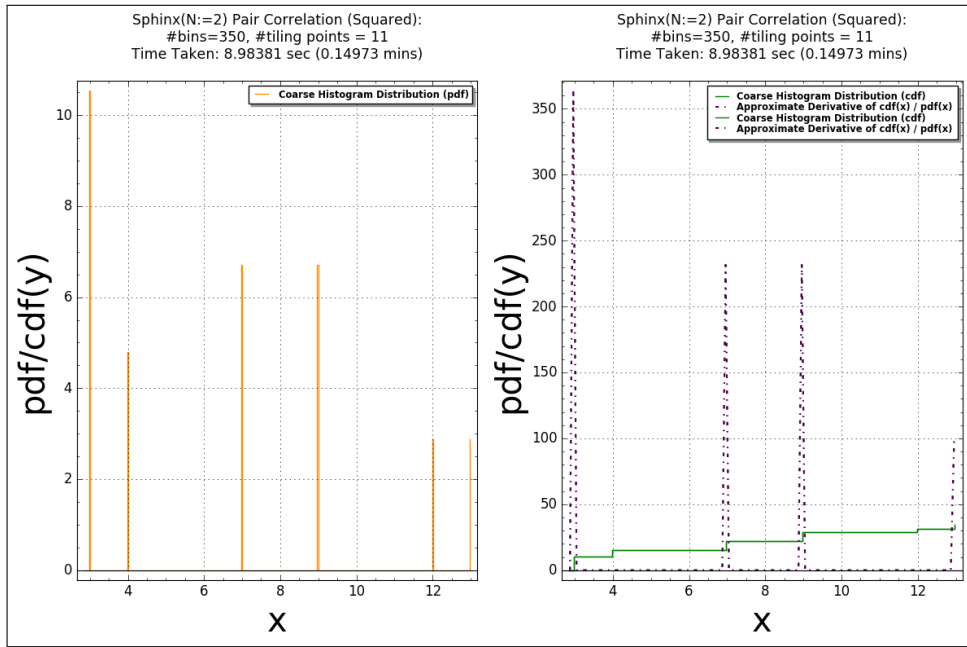 Sphinx(N:=2) Pair Correlation (Squared):
#bins=350, #tiling points = 11
Time Taken: 8.98381 sec (0.14973 mins)
Coarse Histogram Distribution (pdf)
10
8
6
4
2
0
4
6
8
10
12
pdf/cdf(y)
x
Sphinx(N:=2) Pair Correlation (Squared):
#bins=350, #tiling points = 11
Time Taken: 8.98381 sec (0.14973 mins)
Coarse Histogram Distribution (cdf)
Approximate Derivative of cdf(x) / pdf(x)
Coarse Histogram Distribution (cdf)
Approximate Derivative of cdf(x) / pdf(x)
350
300
250
200
150
100
50
0
4
6
8
10
12
pdf/cdf(y)
x